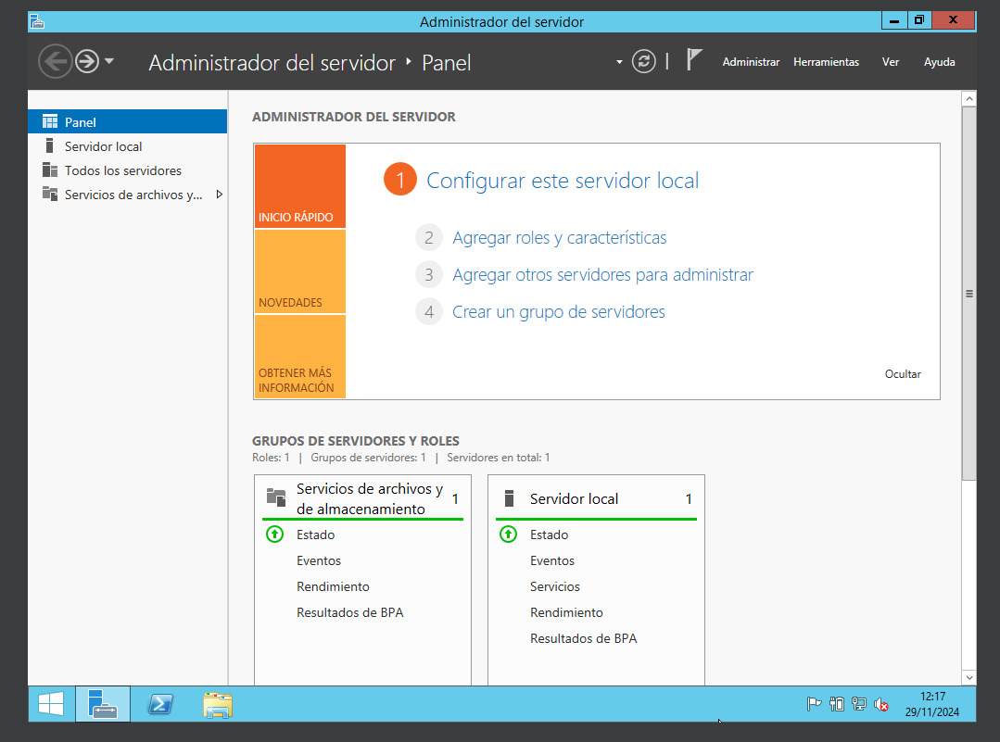 Administrador del servidor
Administrador del servidor ‣ Panel
Administrar Herramientas Ver Ayuda
Panel
Servidor local
Todos los servidores
Servicios de archivos y...
ADMINISTRADOR DEL SERVIDOR
INICIO RÁPIDO
NOVEDADES
OBTENER MÁS
INFORMACIÓN
1 Configurar este servidor local
2 Agregar roles y características
3 Agregar otros servidores para administrar
4 Crear un grupo de servidores
Ocultar
GRUPOS DE SERVIDORES Y ROLES
Roles: 1 | Grupos de servidores: 1 | Servidores en total: 1
Servicios de archivos y
de almacenamiento 1
Estado
Eventos
Rendimiento
Resultados de BPA
Servidor local 1
Estado
Eventos
Servicios
Rendimiento
Resultados de BPA
12:17
29/11/2024